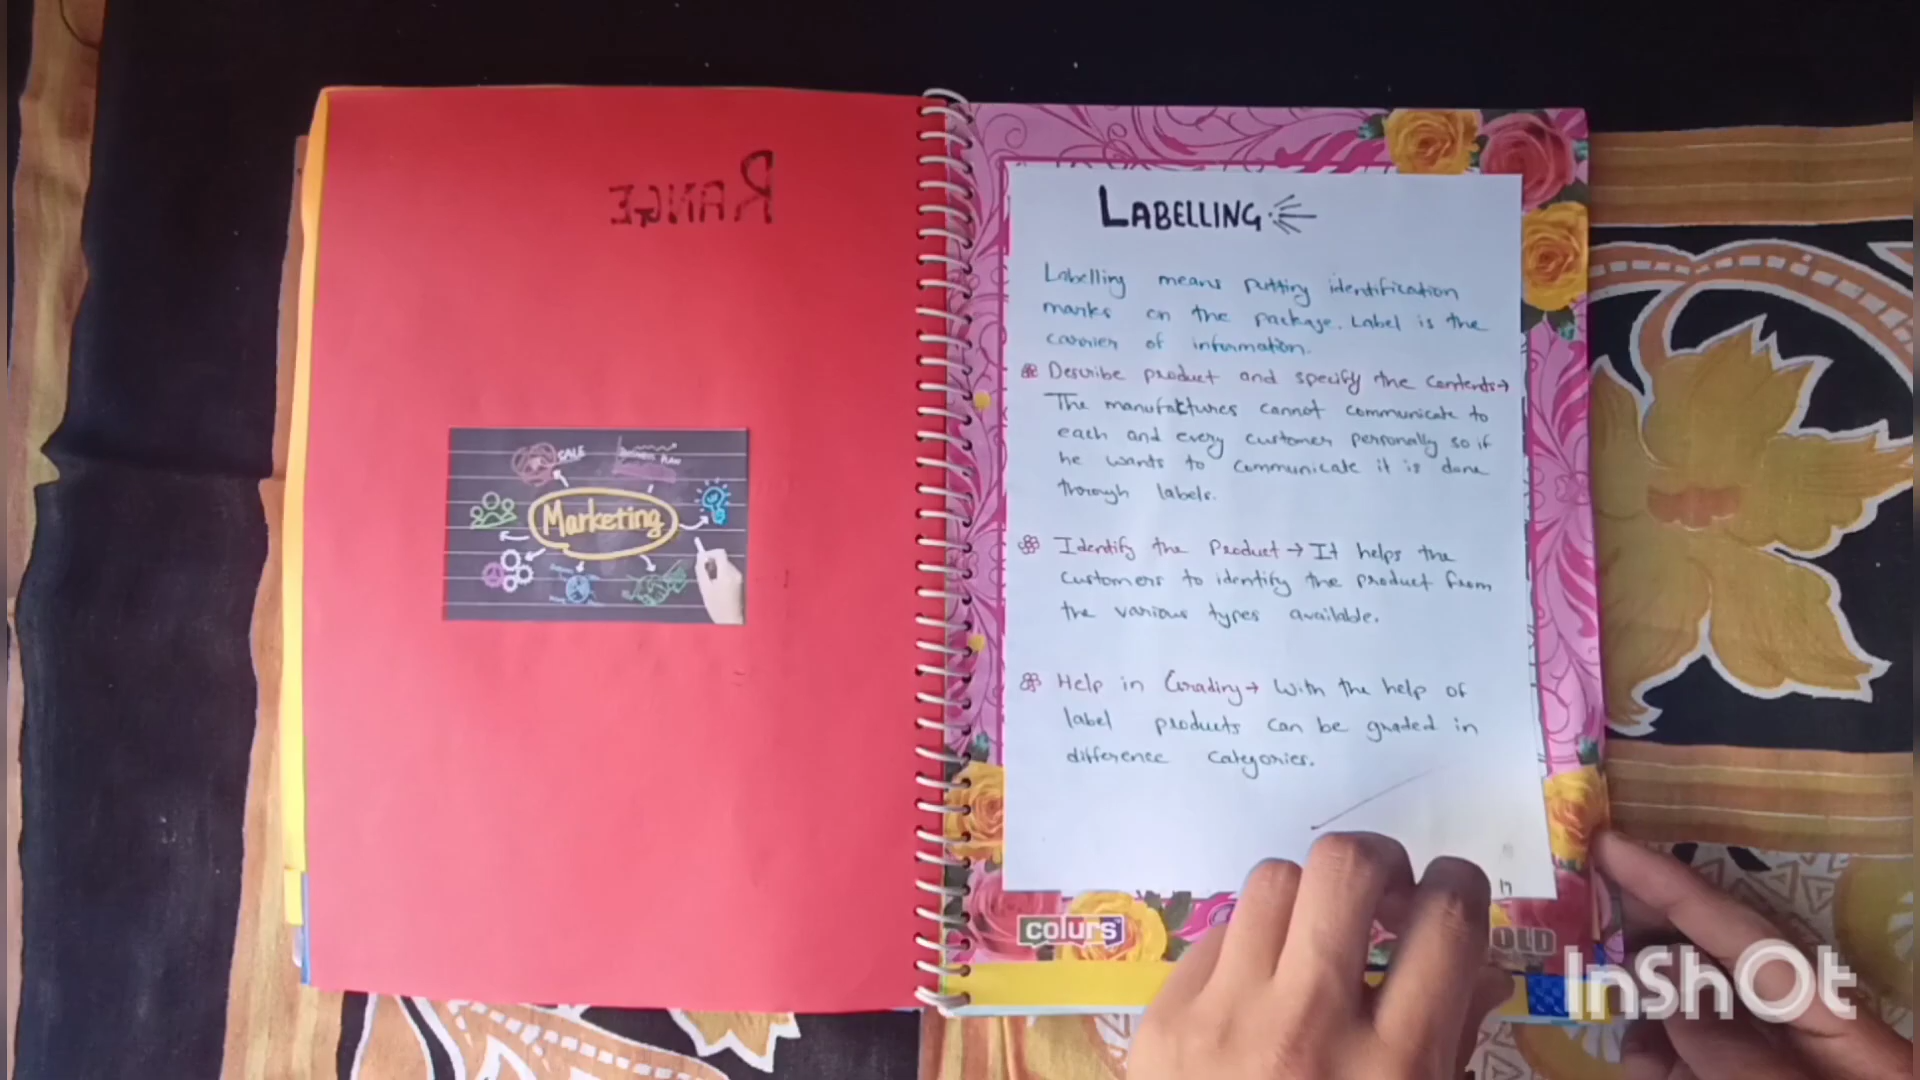 RANGE
SALE
BUSINESS PLAN
Marketing
LABELLING
Labelling means putting identification
marks on the package. Label is the
carrier of information.
Describe product and specify the contents→
The manufaktures cannot communicate to
each and every customer personally so if
he wants to communicate it is done
through labels.
Identify the Product → It helps the
customers to identify the product from
the various types available.
Help in Grading → With the help of
label products can be graded in
difference categories.
17
colurs
OLD
InShOt